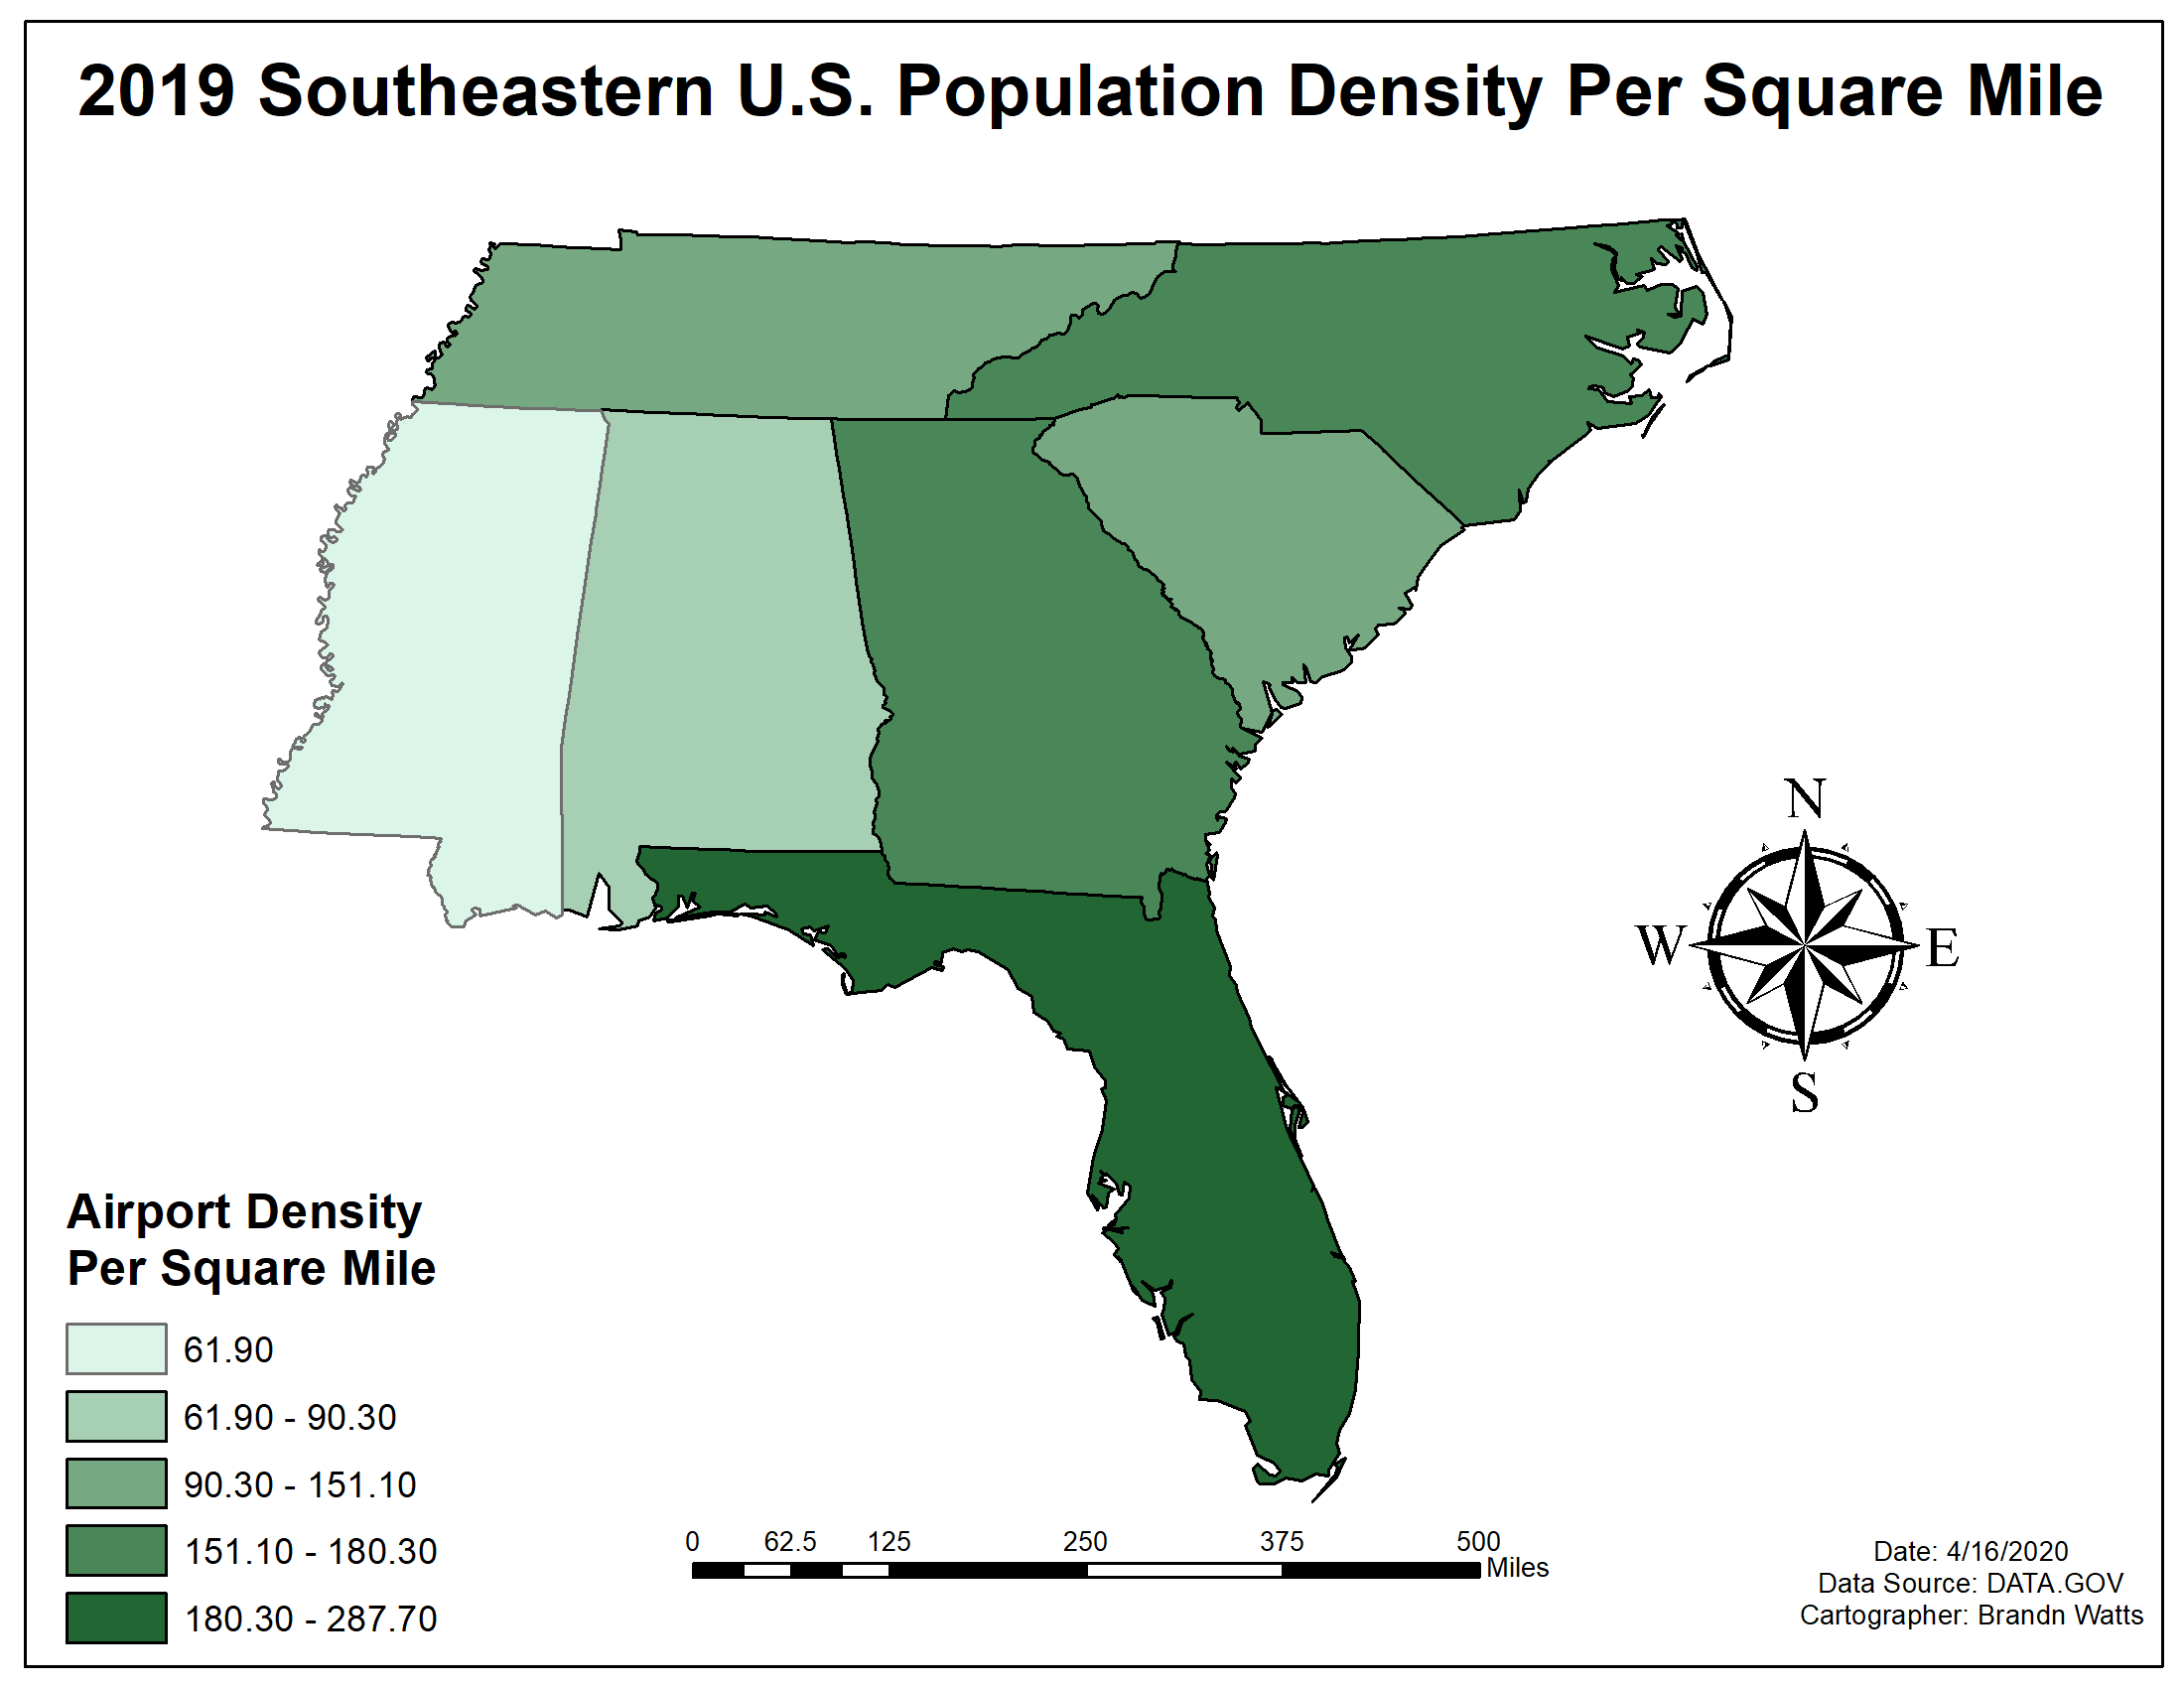 2019 Southeastern U.S. Population Density Per Square Mile
N
W
E
S
Airport Density
Per Square Mile
61.90
61.90 - 90.30
90.30 - 151.10
151.10 - 180.30
180.30 - 287.70
0 62.5 125 250 375 500
Miles
Date: 4/16/2020
Data Source: DATA.GOV
Cartographer: Brandn Watts